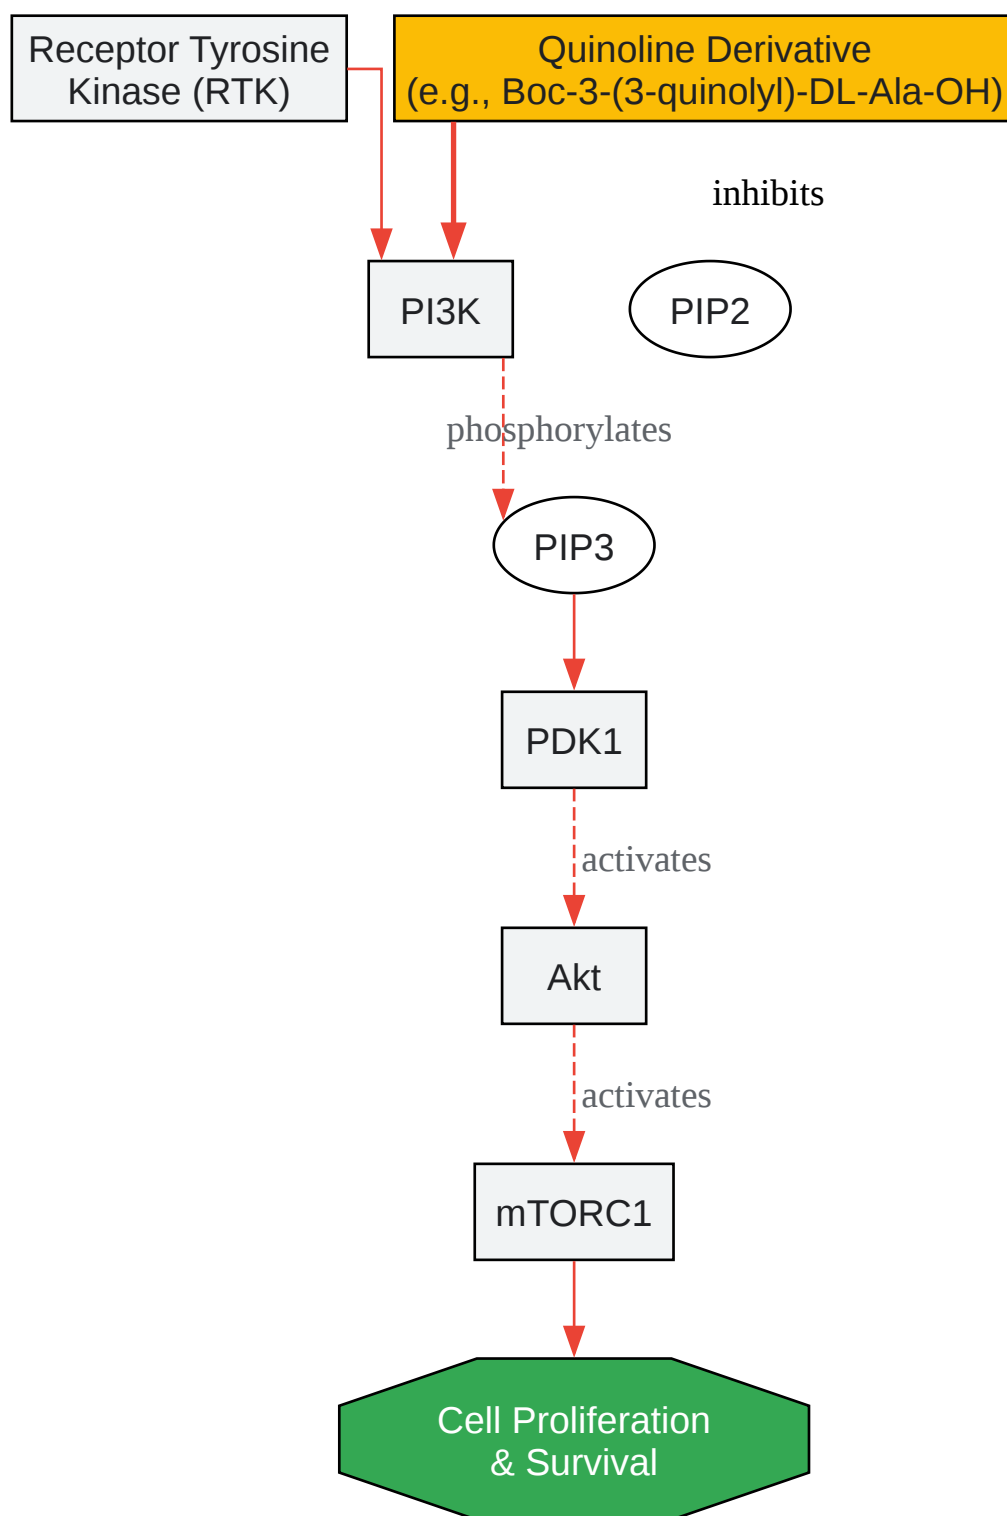 Receptor Tyrosine
Kinase (RTK)
Quinoline Derivative
(e.g., Boc-3-(3-quinolyl)-DL-Ala-OH)
inhibits
PI3K
PIP2
phosphorylates
PIP3
PDK1
activates
Akt
activates
mTORC1
Cell Proliferation
& Survival